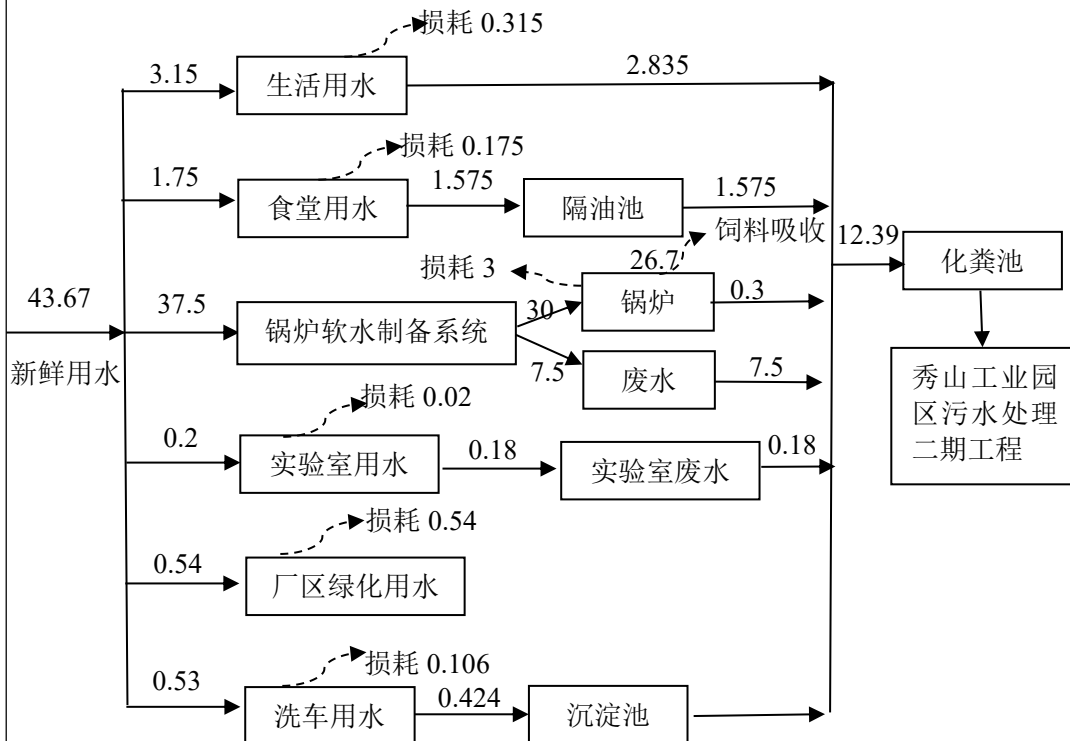 损耗 0.315
3.15
生活用水
2.835
损耗 0.175
1.75
食堂用水
1.575
隔油池
1.575
饲料吸收
12.39
化粪池
损耗 3
26.7
锅炉
0.3
43.67
新鲜用水
37.5
锅炉软水制备系统
30
7.5
废水
7.5
秀山工业园
区污水处理
二期工程
损耗 0.02
0.2
实验室用水
0.18
实验室废水
0.18
损耗 0.54
0.54
厂区绿化用水
损耗 0.106
0.53
洗车用水
0.424
沉淀池